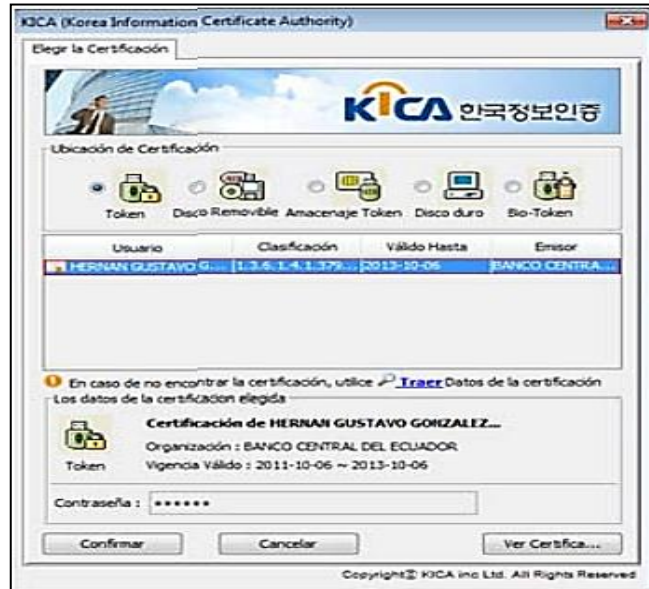 KICA (Korea Information Certificate Authority)
Elegir la Certificación
KICA 한국정보인증
Ubicación de Certificación
Token Disco Removible Amacenaje Token Disco duro Bio-Token
Usuario Clasificación Válido Hasta Emisor
HERNAN GUSTAVO G... 1.3.6.1.4.1.379... 2013-10-06 BANCO CENTRA...
En caso de no encontrar la certificación, utilice Traer Datos de la certificación
Los datos de la certificacion elegida
Certificación de HERNAN GUSTAVO GONZALEZ...
Organización : BANCO CENTRAL DEL ECUADOR
Token Vigencia Válido : 2011-10-06 ~ 2013-10-06
Contraseña : ••••••
Confirmar Cancelar Ver Certifica...
Copyrightⓒ KICA inc Ltd. All Rights Reserved